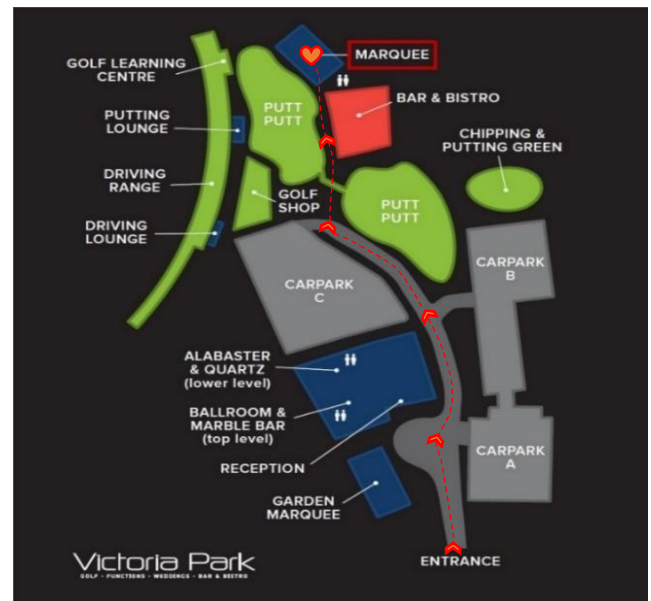 MARQUEE
GOLF LEARNING
CENTRE
BAR & BISTRO
PUTT
PUTT
PUTTING
LOUNGE
CHIPPING &
PUTTING GREEN
DRIVING
RANGE
GOLF
SHOP
PUTT
PUTT
DRIVING
LOUNGE
CARPARK
B
CARPARK
C
ALABASTER
& QUARTZ
(lower level)
BALLROOM &
MARBLE BAR
(top level)
RECEPTION
CARPARK
A
GARDEN
MARQUEE
ENTRANCE
Victoria Park
GOLF • FUNCTIONS • WEDDINGS • BAR & BISTRO